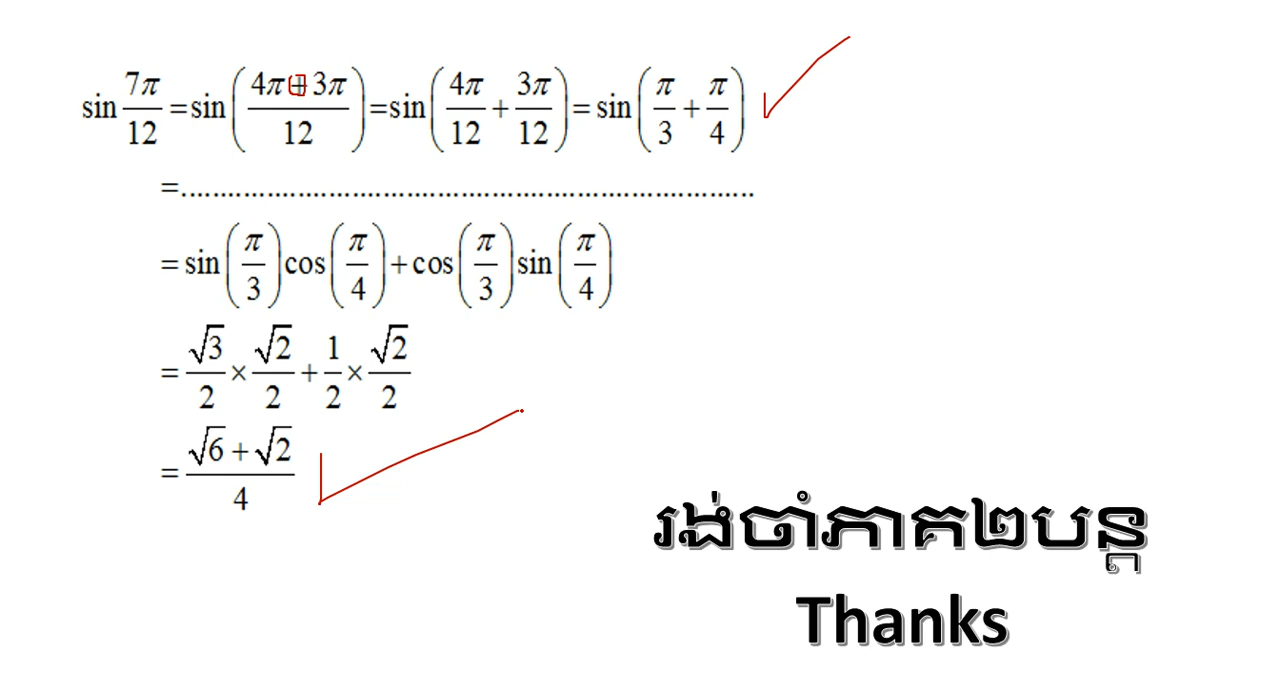 sin 7π/12 = sin(4π+3π/12) = sin(4π/12 + 3π/12) = sin(π/3 + π/4)
=......................................................................
= sin(π/3)cos(π/4) + cos(π/3)sin(π/4)
= √3/2 × √2/2 + 1/2 × √2/2
= √6 + √2/4
រង់ចាំភាគ២បន្ត
Thanks